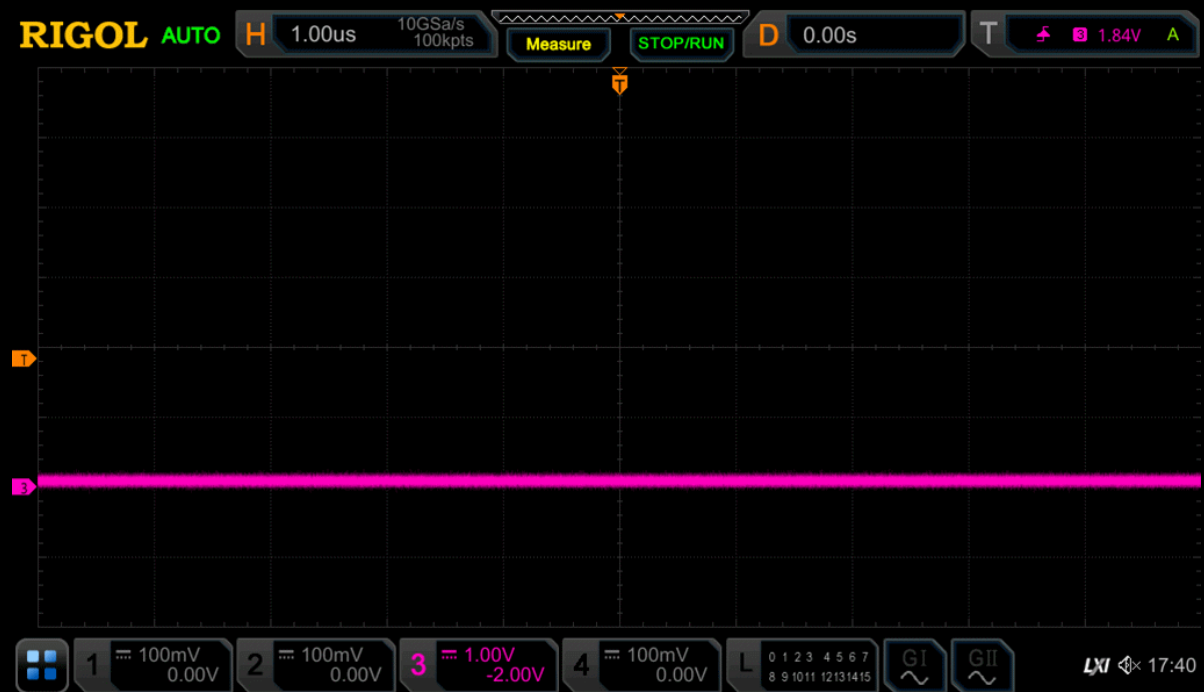 RIGOL AUTO H 1.00us 10GSa/s 100kpts Measure STOP/RUN D 0.00s T 3 1.84V A
T
T
3
1 100mV 0.00V 2 100mV 0.00V 3 1.00V -2.00V 4 100mV 0.00V L 0 1 2 3 4 5 6 7 GI GII LXI 17:40
8 9 10 11 12 13 14 15